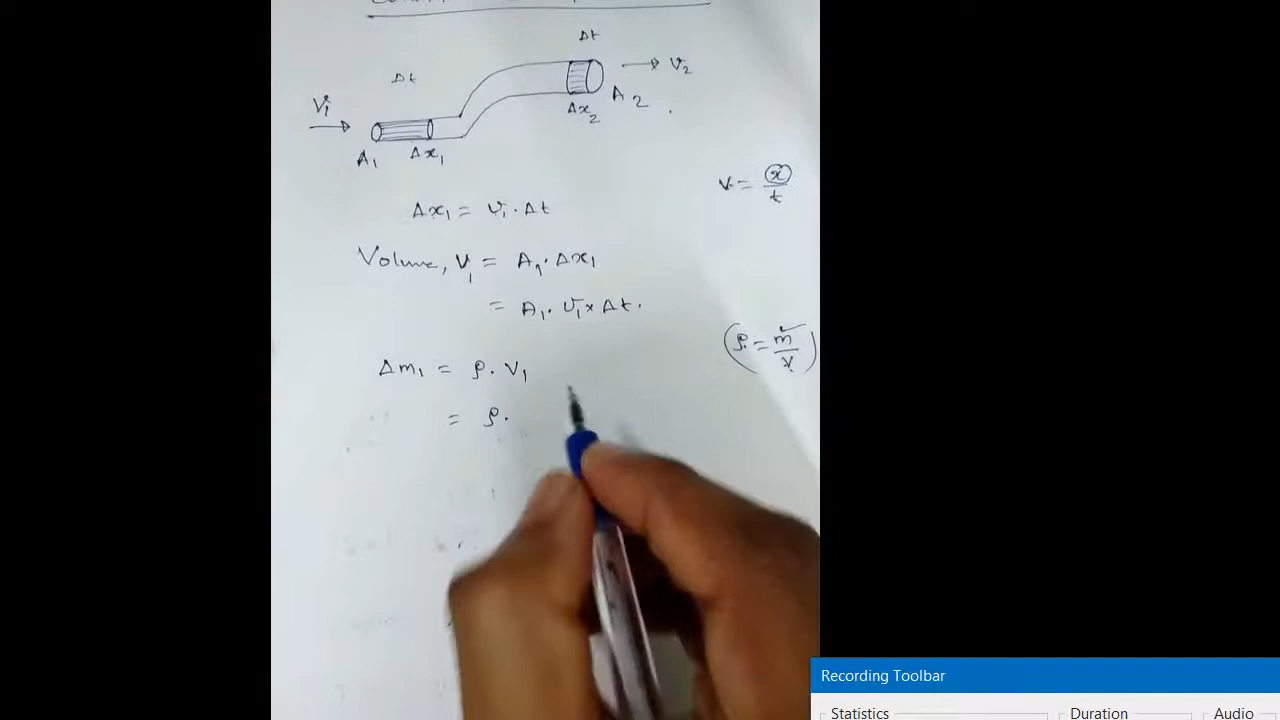 Δt
Δt
V₁ → → V₂
A₁ Δx₁ Δx₂ A₂
v = x/t
Δx₁ = v₁·Δt
Volume, V₁ = A₁·Δx₁
= A₁·v₁×Δt.
(ρ = m/V)
Δm₁ = ρ·V₁
= ρ·
Recording Toolbar
Statistics Duration Audio